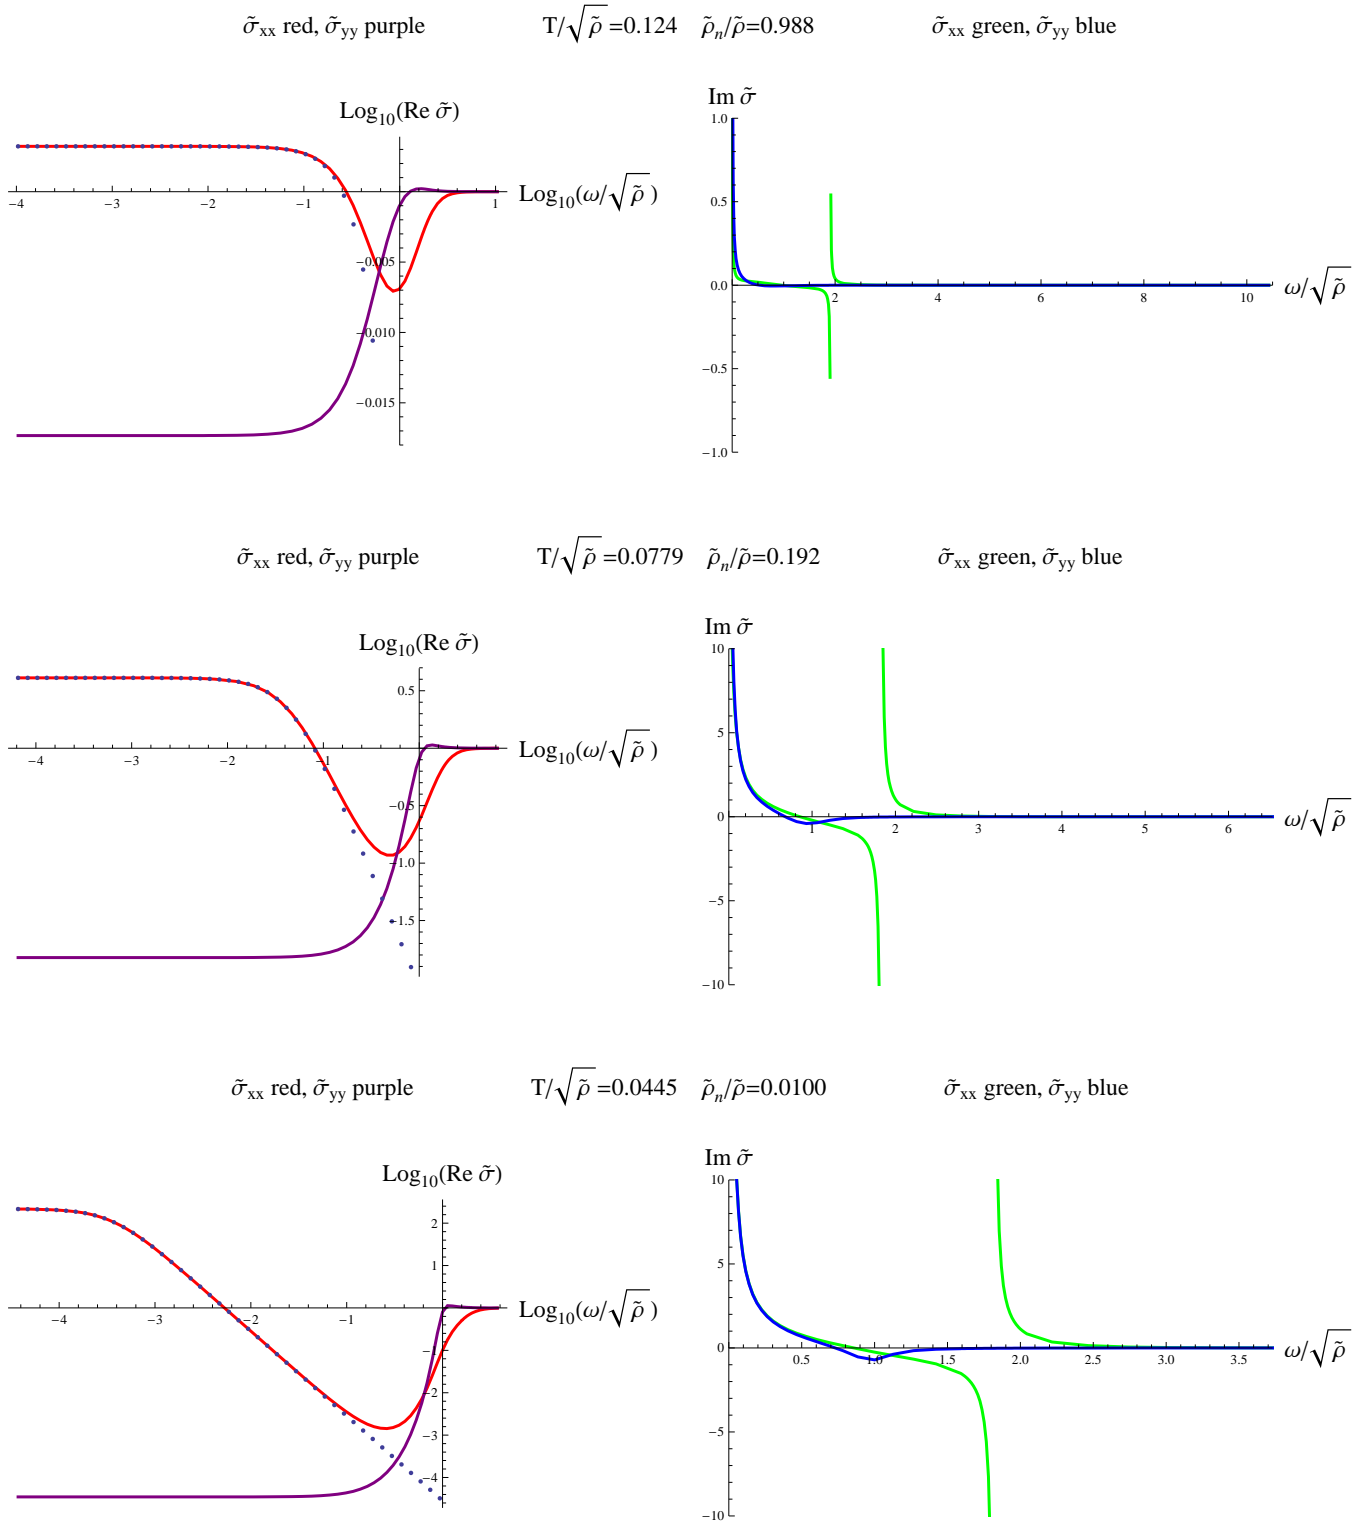 σ̃xx red, σ̃yy purple T/√ρ̃ =0.124 ρ̃n/ρ̃=0.988 σ̃xx green, σ̃yy blue
Log10(Re σ̃)
Log10(ω/√ρ̃ )
-4 -3 -2 -1 1
-0.005
-0.010
-0.015
Im σ̃
1.0
0.5
0.0
-0.5
-1.0
2 4 6 8 10
ω/√ρ̃
σ̃xx red, σ̃yy purple T/√ρ̃ =0.0779 ρ̃n/ρ̃=0.192 σ̃xx green, σ̃yy blue
Log10(Re σ̃)
0.5
Log10(ω/√ρ̃ )
-4 -3 -2 -1
-0.5
-1.0
-1.5
Im σ̃
10
5
0
-5
-10
1 2 3 4 5 6
ω/√ρ̃
σ̃xx red, σ̃yy purple T/√ρ̃ =0.0445 ρ̃n/ρ̃=0.0100 σ̃xx green, σ̃yy blue
Log10(Re σ̃)
2
1
Log10(ω/√ρ̃ )
-4 -3 -2 -1
-1
-2
-3
-4
Im σ̃
10
5
0
-5
-10
0.5 1.0 1.5 2.0 2.5 3.0 3.5
ω/√ρ̃